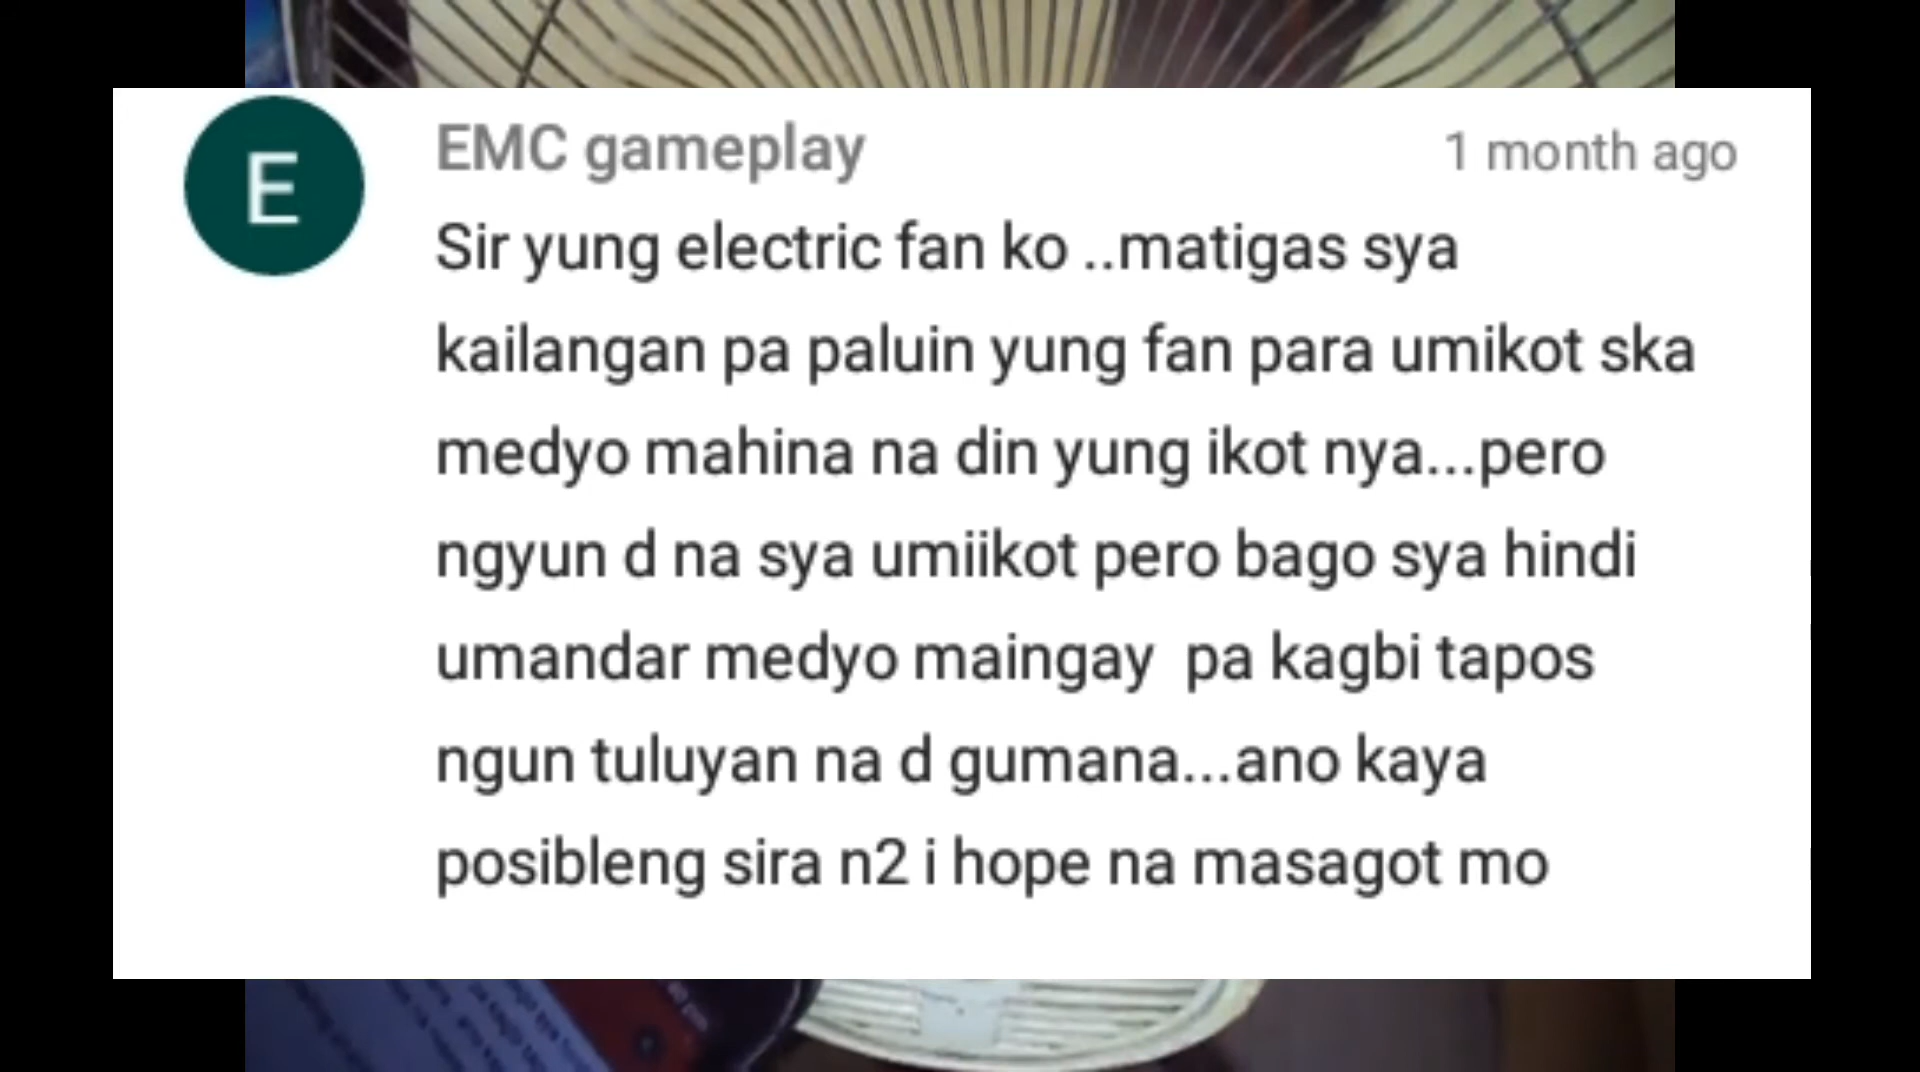 E
EMC gameplay
1 month ago
Sir yung electric fan ko ..matigas sya
kailangan pa paluin yung fan para umikot ska
medyo mahina na din yung ikot nya...pero
ngyun d na sya umiikot pero bago sya hindi
umandar medyo maingay  pa kagbi tapos
ngun tuluyan na d gumana...ano kaya
posibleng sira n2 i hope na masagot mo